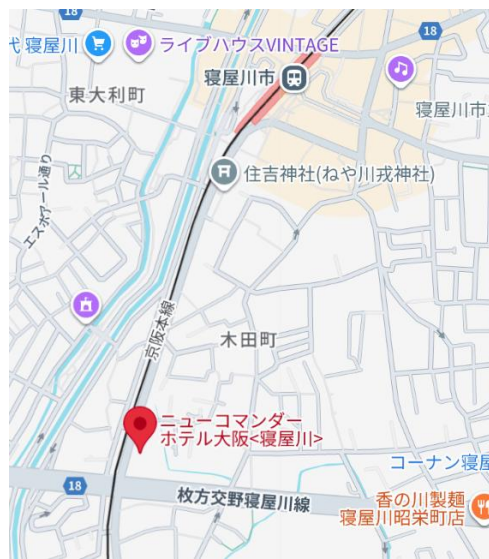 18
代 寝屋川
ライブハウスVINTAGE
18
寝屋川市
東大利町
寝屋川市
住吉神社(ねや川戎神社)
エスポアール通り
京阪本線
木田町
ニューコマンダー
ホテル大阪<寝屋川>
コーナン寝屋
18
枚方交野寝屋川線
香の川製麺
寝屋川昭栄町店
18